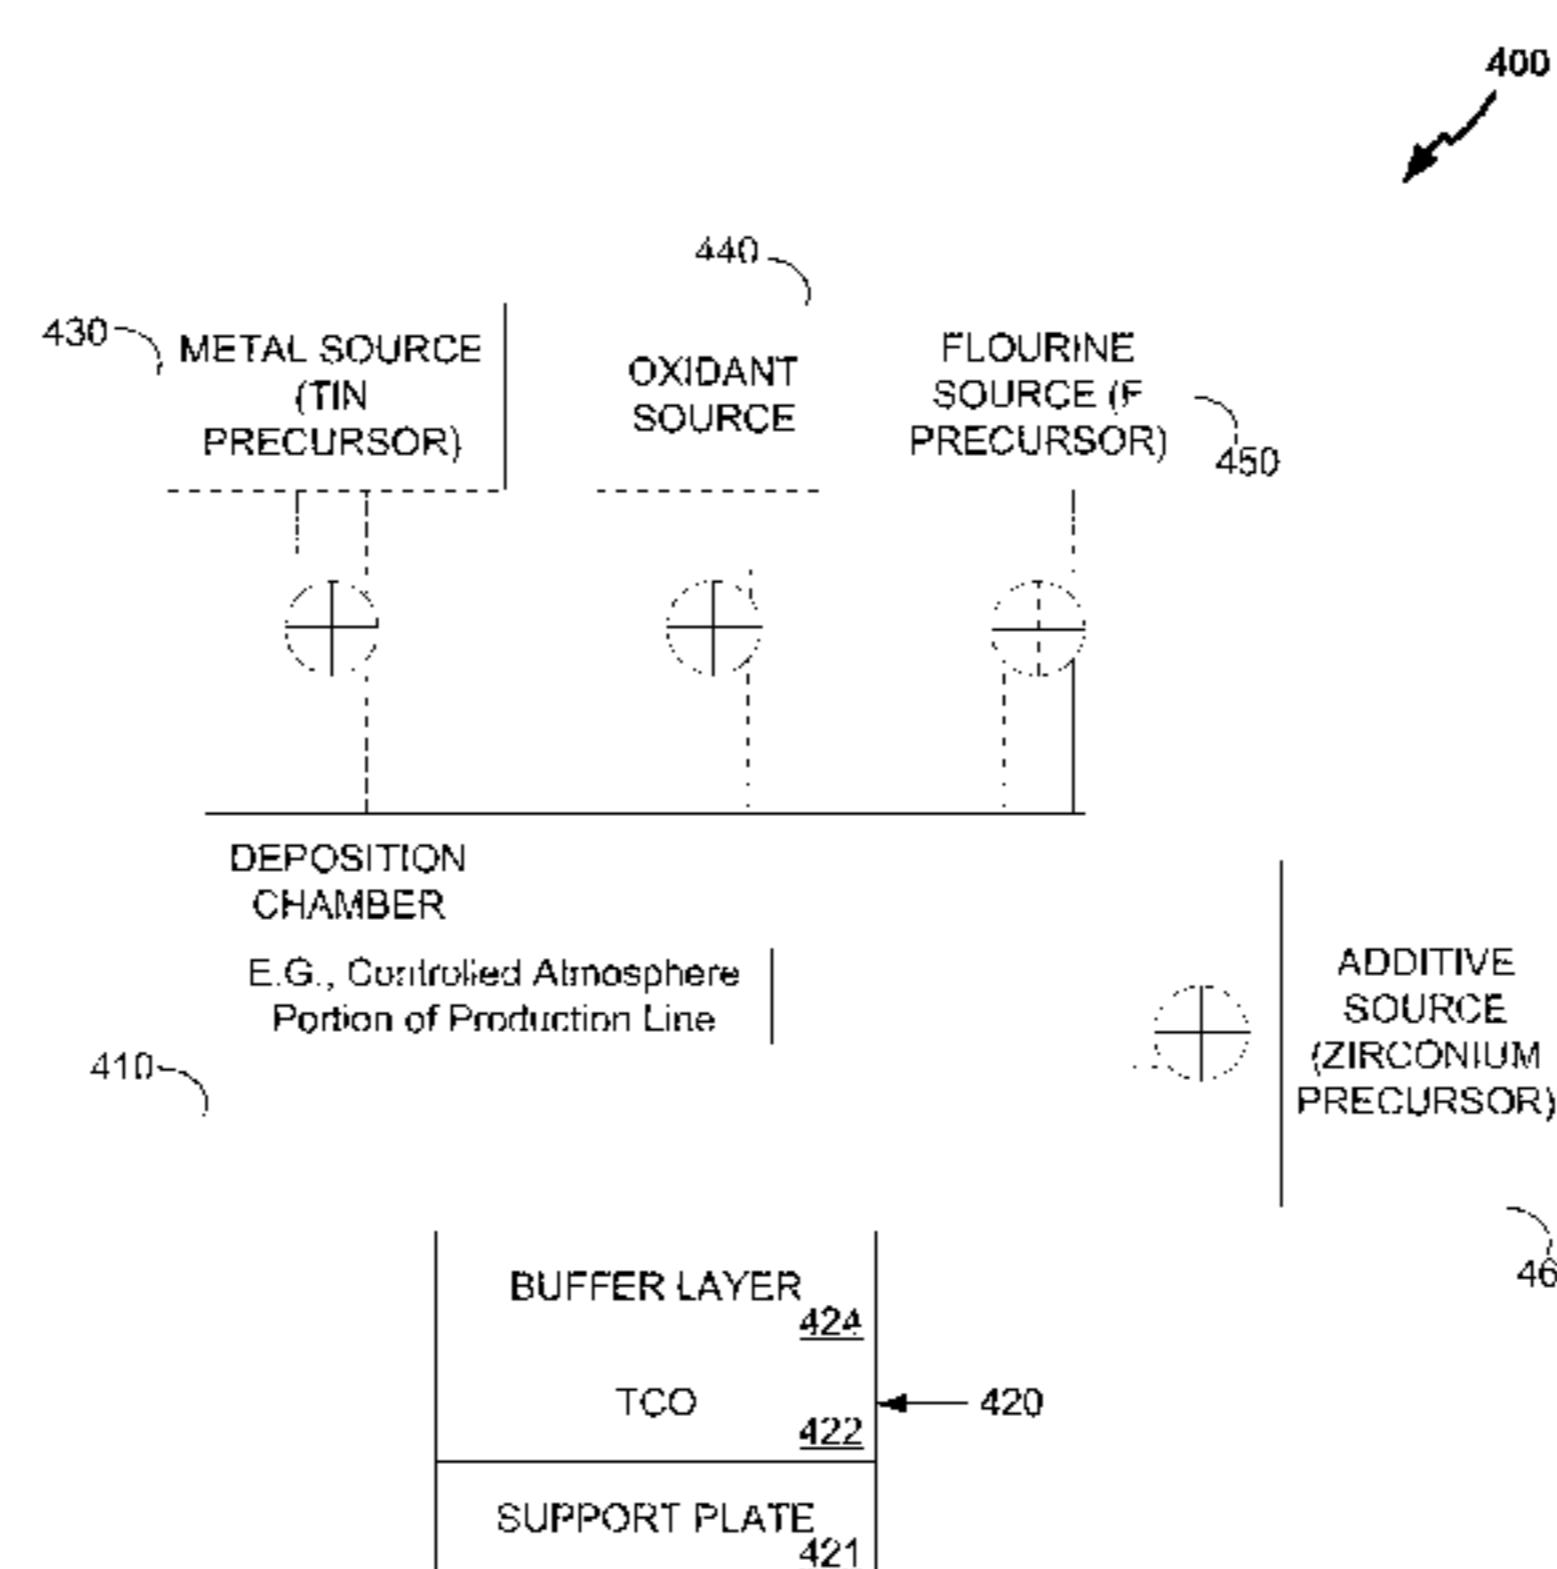 400
440
430
METAL SOURCE
(TIN
PRECURSOR)
OXIDANT
SOURCE
FLOURINE
SOURCE (F
PRECURSOR)
450
DEPOSITION
CHAMBER
E.G., Controlled Atmosphere
Portion of Production Line
410
ADDITIVE
SOURCE
(ZIRCONIUM
PRECURSOR)
46
BUFFER LAYER
424
TCO
422
420
SUPPORT PLATE
421